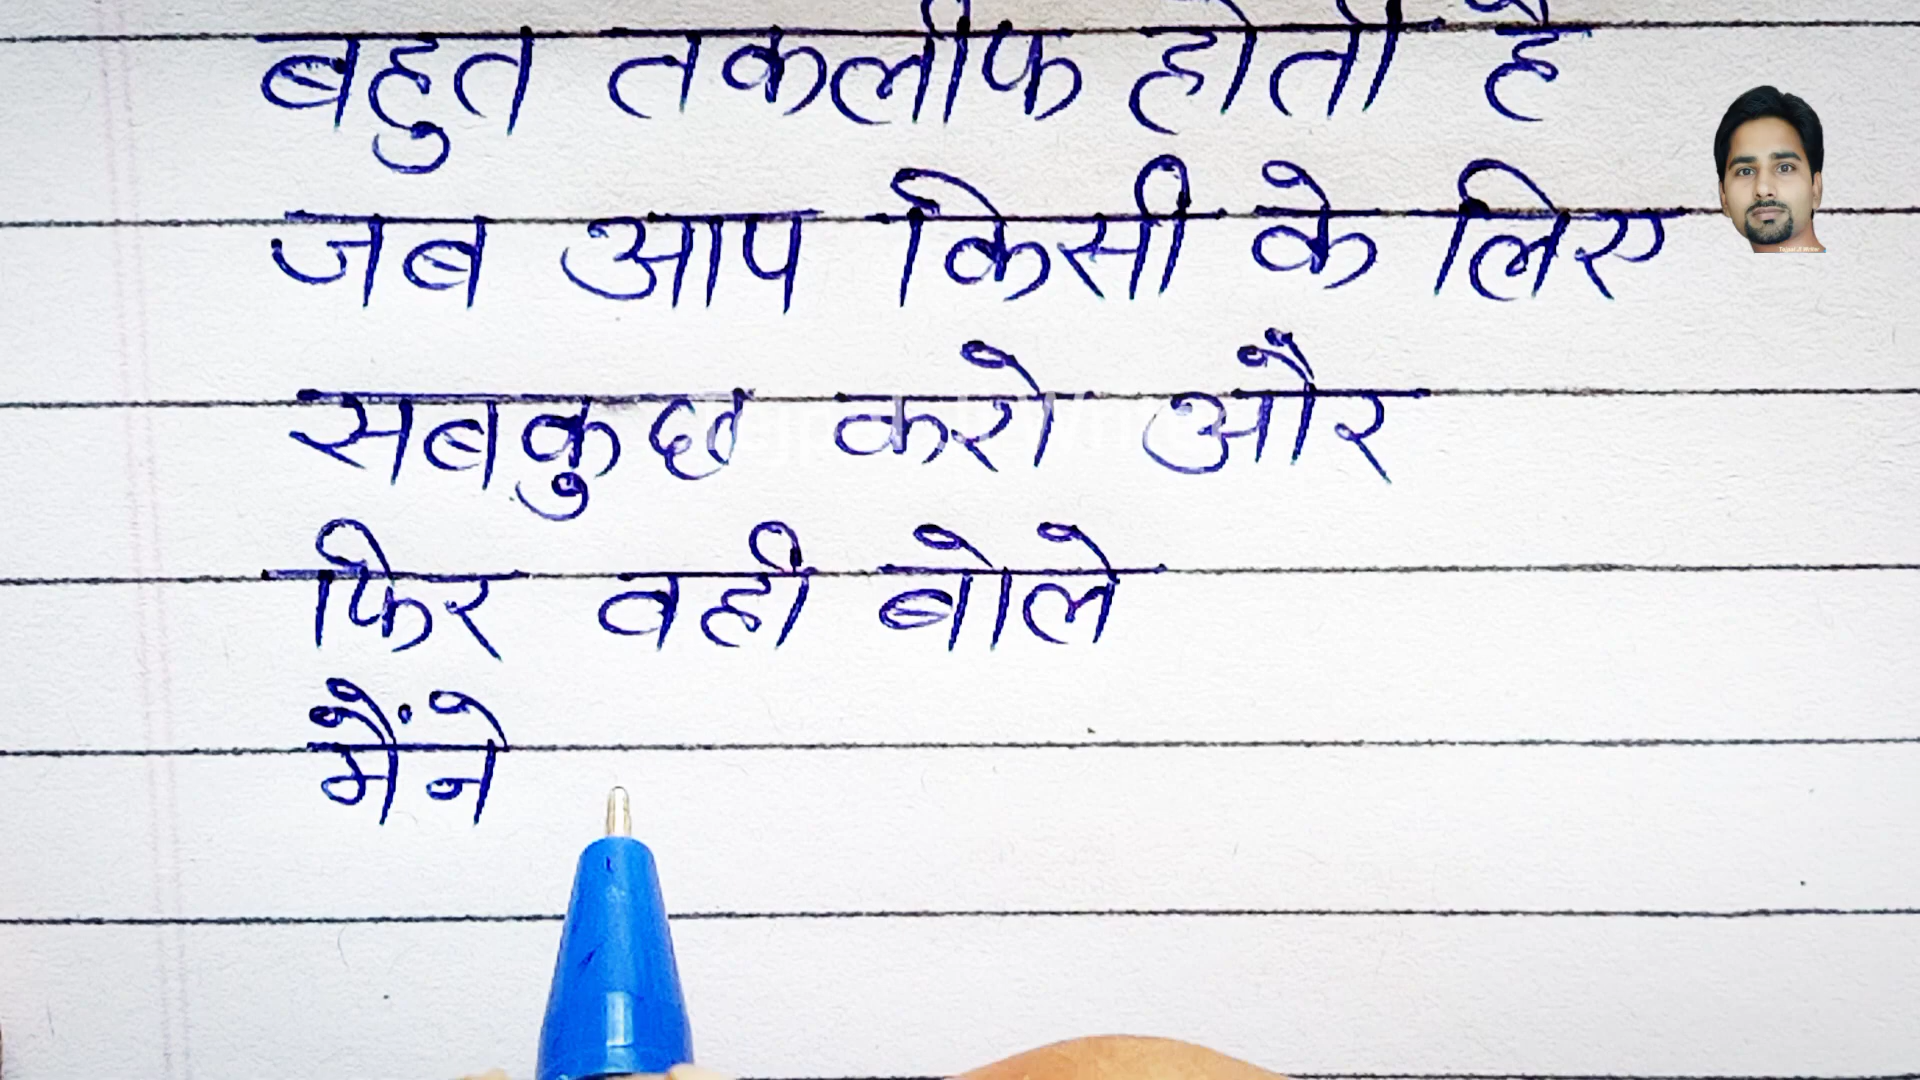 बहुत तकलीफ होती है
जब आप किसी के लिए
सबकुछ करो और
फिर वही बोले
मैंने